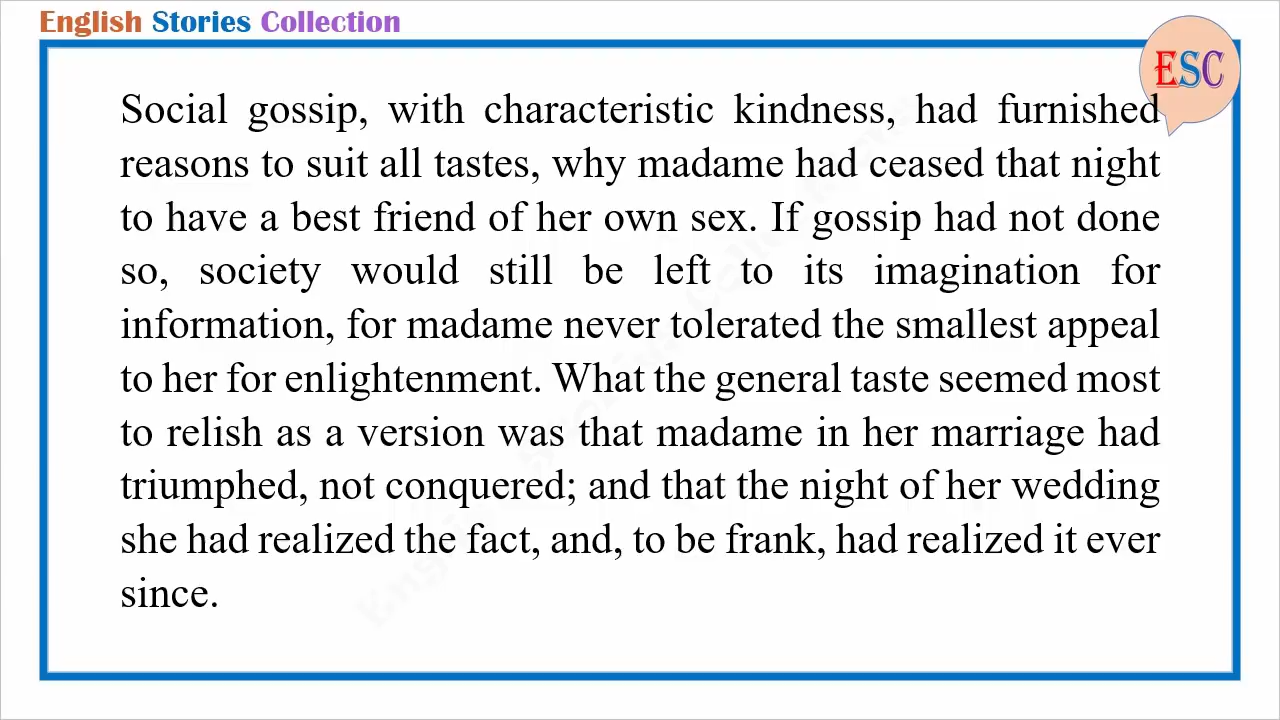 English Stories Collection
ESC
Social gossip, with characteristic kindness, had furnished
reasons to suit all tastes, why madame had ceased that night
to have a best friend of her own sex. If gossip had not done
so, society would still be left to its imagination for
information, for madame never tolerated the smallest appeal
to her for enlightenment. What the general taste seemed most
to relish as a version was that madame in her marriage had
triumphed, not conquered; and that the night of her wedding
she had realized the fact, and, to be frank, had realized it ever
since.